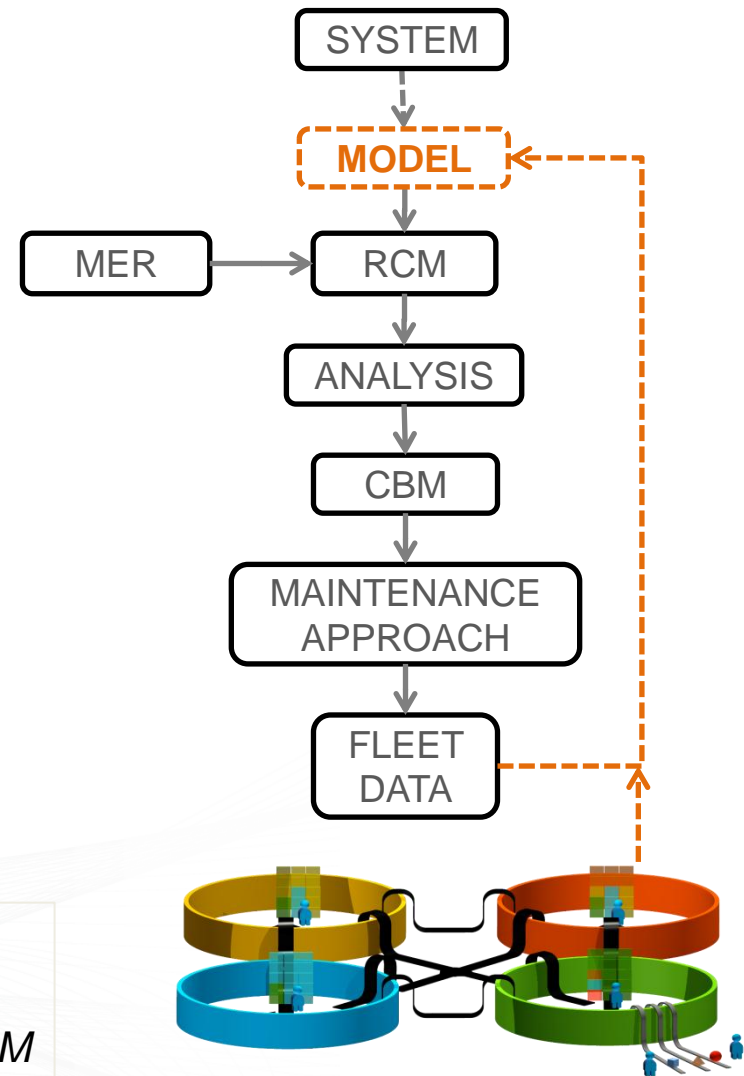 SYSTEM
MODEL
MER
RCM
ANALYSIS
CBM
MAINTENANCE
APPROACH
FLEET
DATA